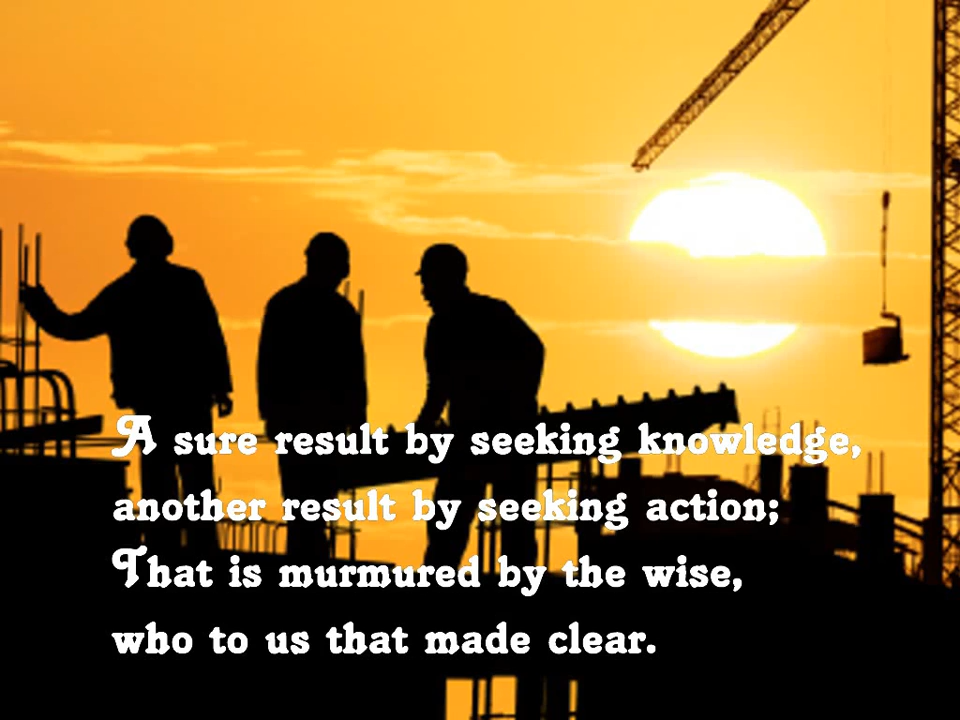 A sure result by seeking knowledge,
another result by seeking action;
That is murmured by the wise,
who to us that made clear.